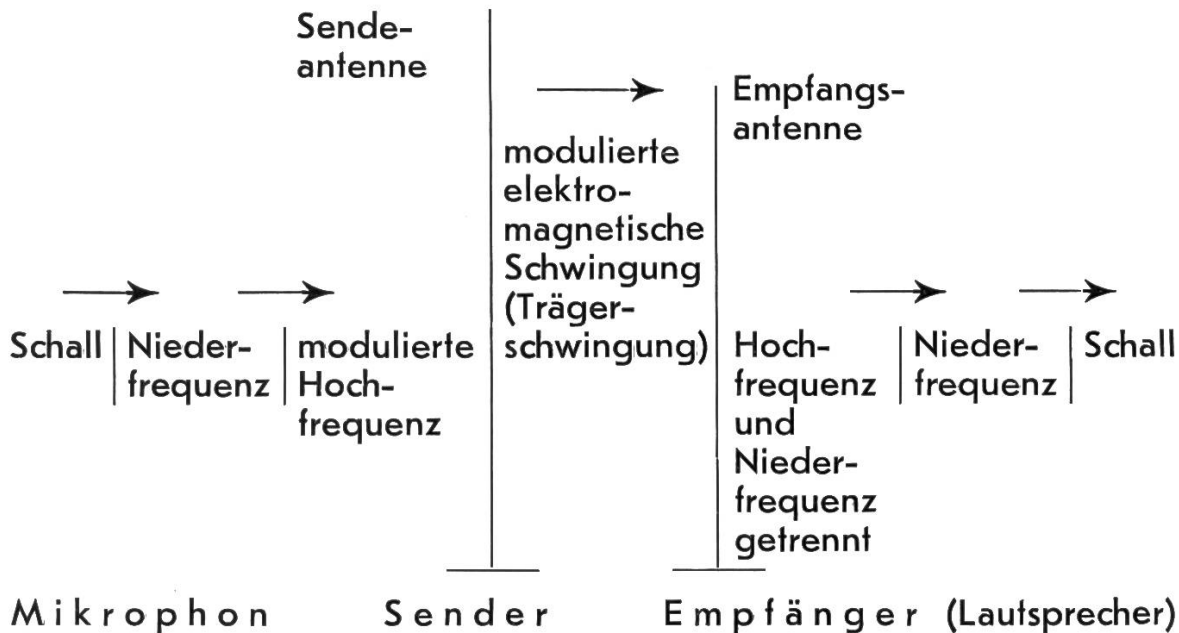 Sende-
antenne
Empfangs-
antenne
modulierte
elektro-
magnetische
Schwingung
(Träger-
schwingung)
Schall
Nieder-
frequenz
modulierte
Hoch-
frequenz
Hoch-
frequenz
und
Nieder-
frequenz
getrennt
Nieder-
frequenz
Schall
Mikrophon Sender Empfänger (Lautsprecher)